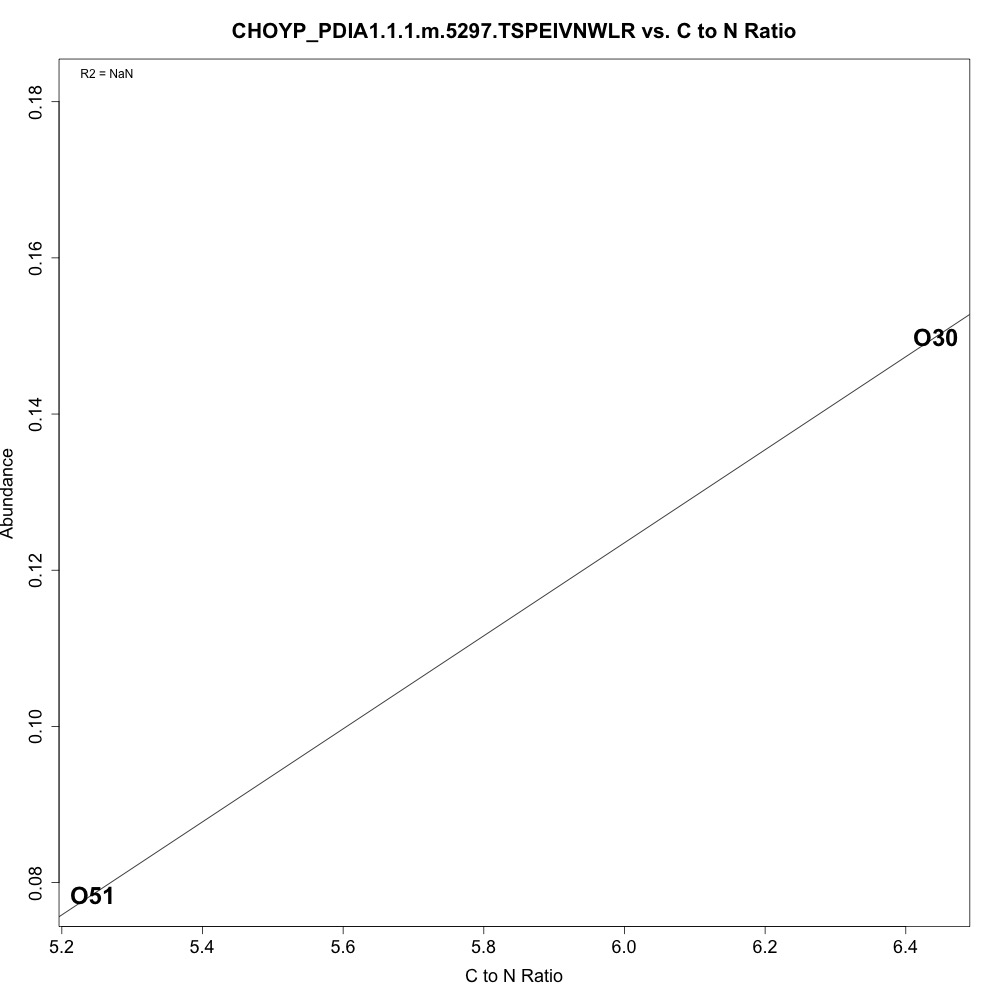 CHOYP_PDIA1.1.1.m.5297.TSPEIVNWLR vs. C to N Ratio
R2 = NaN
0.18
0.16
0.14
0.12
0.10
0.08
Abundance
O30
O51
5.2 5.4 5.6 5.8 6.0 6.2 6.4
C to N Ratio